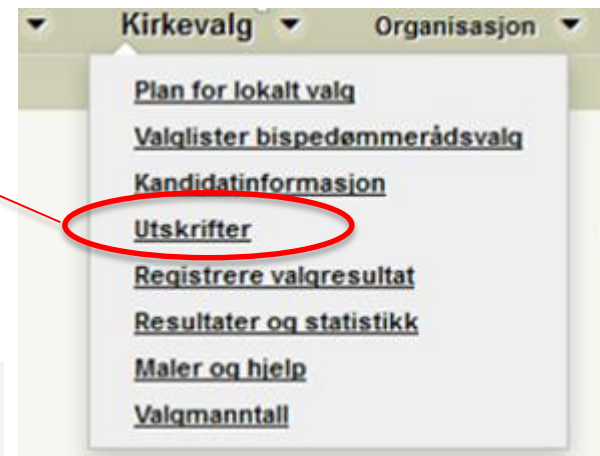 Kirkevalg Organisasjon
Plan for lokalt valg
Valglister bispedømmerådsvalg
Kandidatinformasjon
Utskrifter
Registrere valgresultat
Resultater og statistikk
Maler og hjelp
Valgmanntall